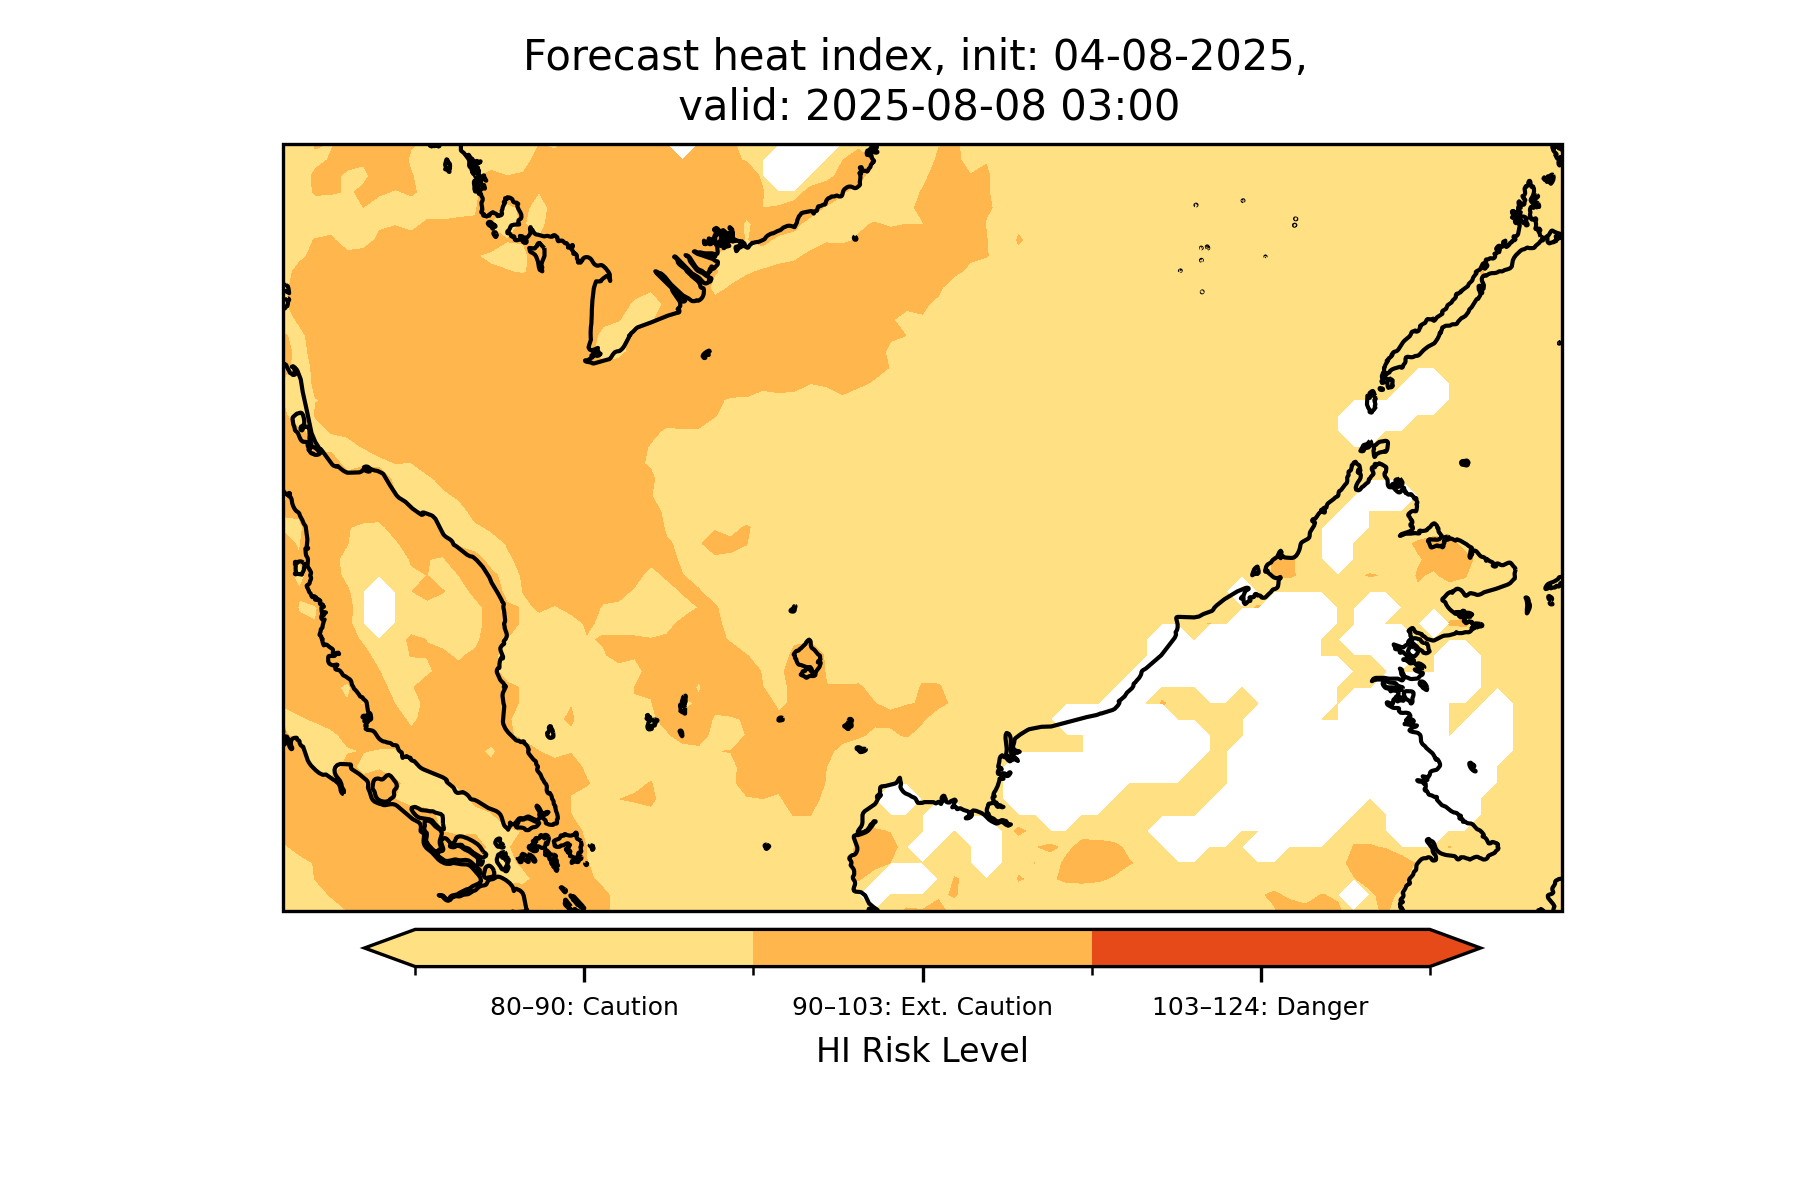 Forecast heat index, init: 04-08-2025,
valid: 2025-08-08 03:00
80–90: Caution
90–103: Ext. Caution
103–124: Danger
HI Risk Level